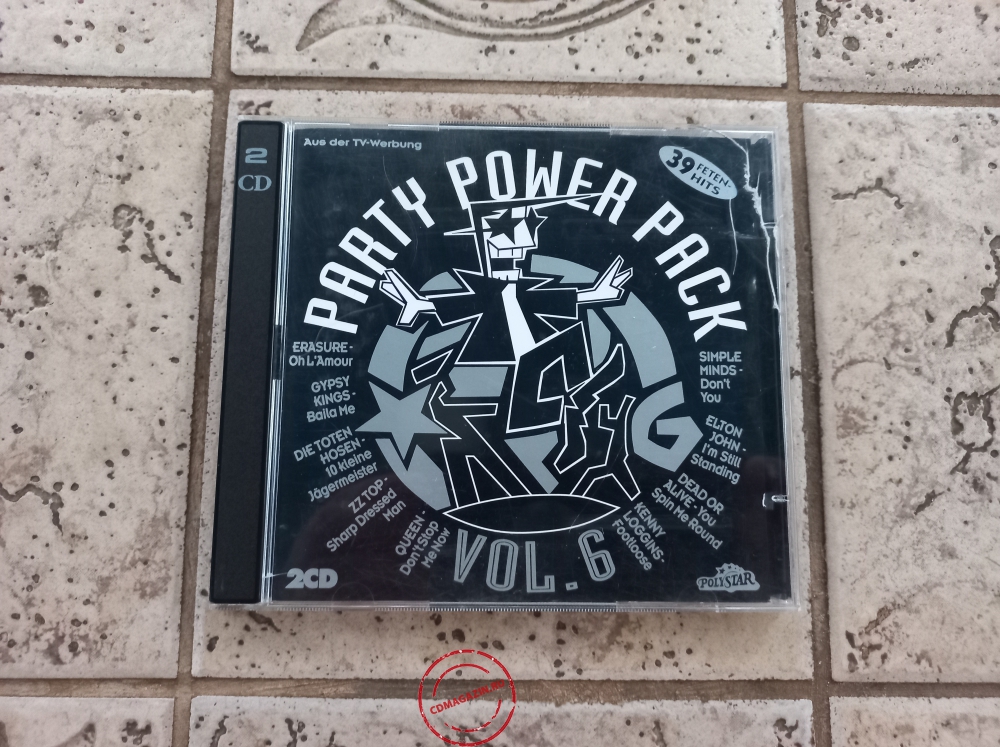 2
CD
Aus der TV-Werbung
39 FETEN-
HITS
PARTY POWER PACK
ERASURE -
Oh L'Amour
GYPSY
KINGS -
Baila Me
DIE TOTEN
HOSEN -
10 kleine
Jägermeister
ZZ TOP -
Sharp Dressed
Man
QUEEN -
Don't Stop
Me Now
SIMPLE
MINDS -
Don't
You
ELTON
JOHN -
I'm Still
Standing
DEAD OR
ALIVE - You
Spin Me Round
KENNY
LOGGINS -
Footloose
VOL. 6
2CD
POLYSTAR